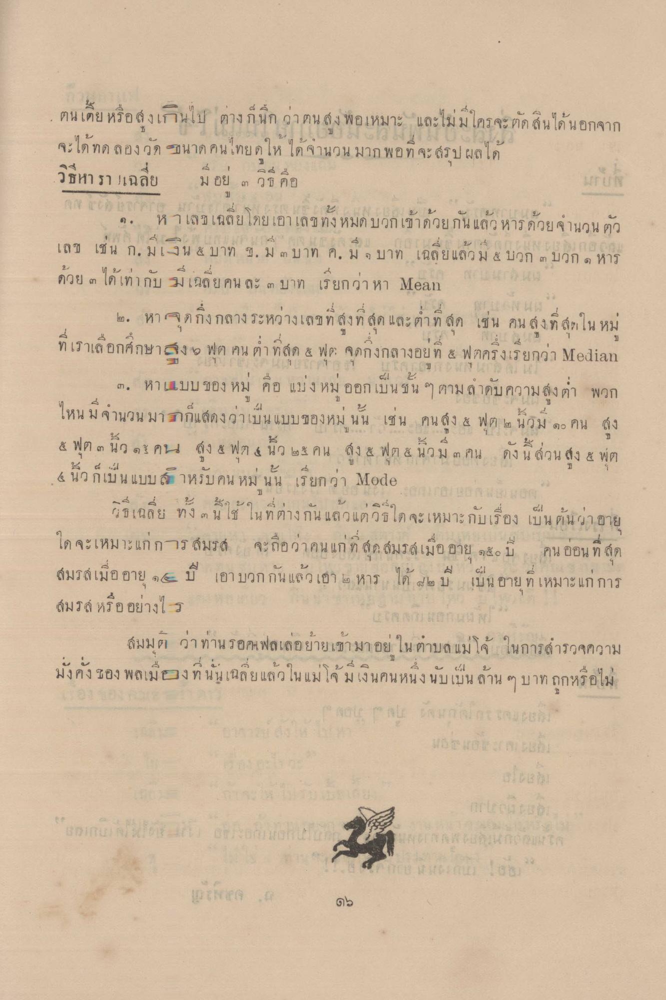 ตนเตี้ยหรือสูงเกินไป ต่างก็นึกว่าตนสูงพอเหมาะ และไม่มีใครจะตัดสินได้นอกจาก
จะได้ทดลองวัดขนาดคนไทยดูให้ได้จำนวนมากพอที่จะสรุปผลได้
วิธีหารายเฉลี่ย มีอยู่ ๓ วิธีคือ
๑. หาเลขเฉลี่ยโดยเอาเลขทั้งหมดบวกเข้าด้วยกันแล้วหารด้วยจำนวนตัว
เลข เช่น ก. มีเงิน ๕ บาท ข. มี ๓ บาท ค. มี ๑ บาท เฉลี่ยแล้วมี ๕ บวก ๓ บวก ๑ หาร
ด้วย ๓ ได้เท่ากับ มีเฉลี่ยคนละ ๓ บาท เรียกว่าหา Mean
๒. หาจุดกึ่งกลางระหว่างเลขที่สูงที่สุดและต่ำที่สุด เช่น คนสูงที่สุดในหมู่
ที่เราเลือกศึกษาสูง ๖ ฟุต คนต่ำที่สุด ๕ ฟุต จุดกึ่งกลางอยู่ที่ ๕ ฟุตครึ่งเรียกว่า Median
๓. หาแบบของหมู่ คือ แบ่งหมู่ออกเป็นชั้น ๆ ตามลำดับความสูงต่ำ พวก
ไหนมีจำนวนมากก็แสดงว่าเป็นแบบของหมู่นั้น เช่น คนสูง ๕ ฟุต ๒ นิ้วมี ๑๐ คน สูง
๕ ฟุต ๓ นิ้ว ๑๕ คน สูง ๕ ฟุต ๔ นิ้ว ๒๕ คน สูง ๕ ฟุต ๕ นิ้วมี ๓ คน ดังนี้ส่วนสูง ๕ ฟุต
๔ นิ้วก็เป็นแบบสำหรับคนหมู่นั้น เรียกว่า Mode
วิธีเฉลี่ย ทั้ง ๓ นี้ใช้ในที่ต่างกันแล้วแต่วิธีใดจะเหมาะกับเรื่อง เป็นต้นว่าอายุ
ใดจะเหมาะแก่การสมรส จะถือว่าคนแก่ที่สุดสมรสเมื่ออายุ ๑๕๐ ปี คนอ่อนที่สุด
สมรสเมื่ออายุ ๑๔ ปี เอาบวกกันแล้วเอา ๒ หาร ได้ ๘๒ ปี เป็นอายุที่เหมาะแก่การ
สมรสหรืออย่างไร
สมมุติ ว่าท่านรอคเฟลเล่อย้ายเข้ามาอยู่ในตำบลแม่โจ้ ในการสำรวจความ
มั่งคั่งของพลเมืองที่นั่นเฉลี่ยแล้วในแม่โจ้มีเงินคนหนึ่งนับเป็นล้าน ๆ บาทถูกหรือไม่
๑๖